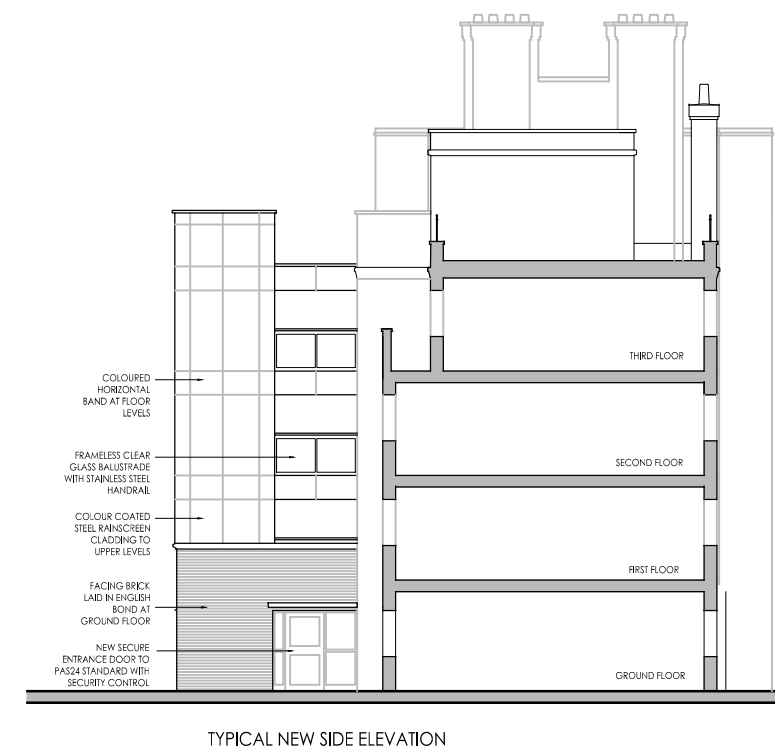 THIRD FLOOR
COLOURED
HORIZONTAL
BAND AT FLOOR
LEVELS
FRAMELESS CLEAR
GLASS BALUSTRADE
WITH STAINLESS STEEL
HANDRAIL
SECOND FLOOR
COLOUR COATED
STEEL RAINSCREEN
CLADDING TO
UPPER LEVELS
FIRST FLOOR
FACING BRICK
LAID IN ENGLISH
BOND AT
GROUND FLOOR
NEW SECURE
ENTRANCE DOOR TO
PAS24 STANDARD WITH
SECURITY CONTROL
GROUND FLOOR
TYPICAL NEW SIDE ELEVATION